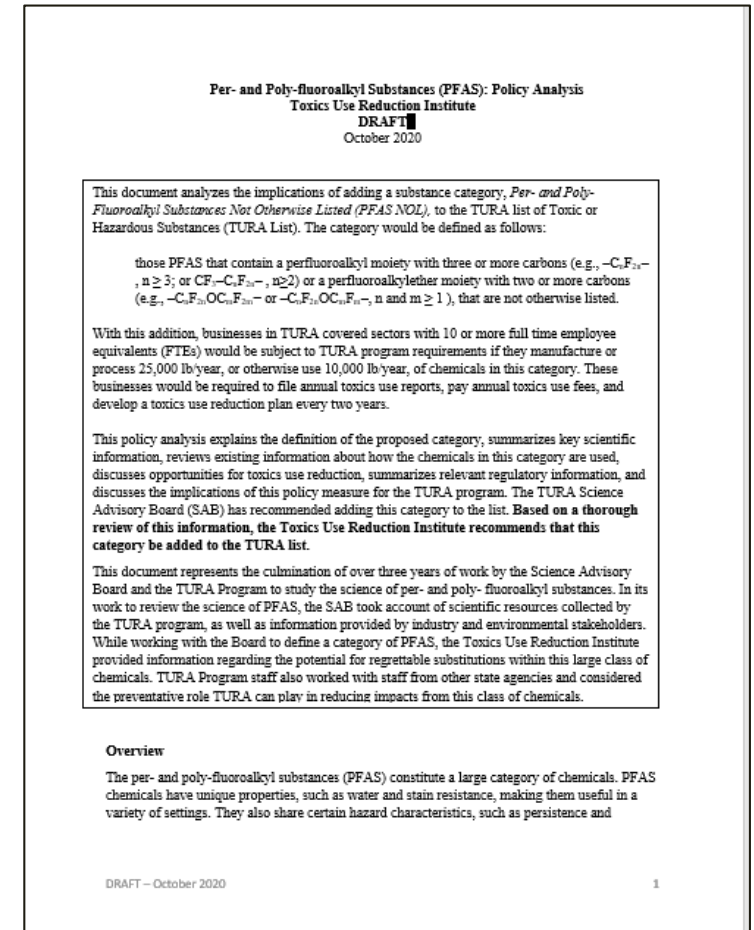 Per- and Poly-fluoroalkyl Substances (PFAS): Policy Analysis
Toxics Use Reduction Institute
DRAFT
October 2020
This document analyzes the implications of adding a substance category, Per- and Poly-
Fluoroalkyl Substances Not Otherwise Listed (PFAS NOL), to the TURA list of Toxic or
Hazardous Substances (TURA List). The category would be defined as follows:
those PFAS that contain a perfluoroalkyl moiety with three or more carbons (e.g., –CₙF₂ₙ–
, n ≥ 3; or CF₃–CₙF₂ₙ– , n≥2) or a perfluoroalkylether moiety with two or more carbons
(e.g., –CₙF₂ₙOCₘF₂ₘ– or –CₙF₂ₙOCₘFₘ–, n and m ≥ 1 ), that are not otherwise listed.
With this addition, businesses in TURA covered sectors with 10 or more full time employee
equivalents (FTEs) would be subject to TURA program requirements if they manufacture or
process 25,000 lb/year, or otherwise use 10,000 lb/year, of chemicals in this category. These
businesses would be required to file annual toxics use reports, pay annual toxics use fees, and
develop a toxics use reduction plan every two years.
This policy analysis explains the definition of the proposed category, summarizes key scientific
information, reviews existing information about how the chemicals in this category are used,
discusses opportunities for toxics use reduction, summarizes relevant regulatory information, and
discusses the implications of this policy measure for the TURA program. The TURA Science
Advisory Board (SAB) has recommended adding this category to the list. Based on a thorough
review of this information, the Toxics Use Reduction Institute recommends that this
category be added to the TURA list.
This document represents the culmination of over three years of work by the Science Advisory
Board and the TURA Program to study the science of per- and poly- fluoroalkyl substances. In its
work to review the science of PFAS, the SAB took account of scientific resources collected by
the TURA program, as well as information provided by industry and environmental stakeholders.
While working with the Board to define a category of PFAS, the Toxics Use Reduction Institute
provided information regarding the potential for regrettable substitutions within this large class of
chemicals. TURA Program staff also worked with staff from other state agencies and considered
the preventative role TURA can play in reducing impacts from this class of chemicals.
Overview
The per- and poly-fluoroalkyl substances (PFAS) constitute a large category of chemicals. PFAS
chemicals have unique properties, such as water and stain resistance, making them useful in a
variety of settings. They also share certain hazard characteristics, such as persistence and
DRAFT – October 2020 1